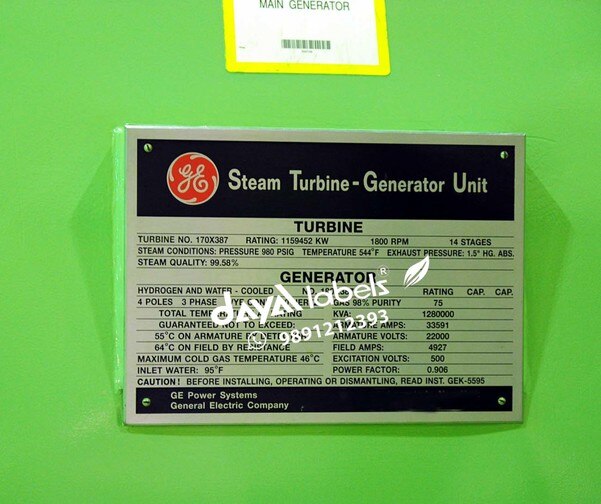 MAIN GENERATOR
GE Steam Turbine-Generator Unit
TURBINE
TURBINE NO. 170X387 RATING: 1159452 KW 1800 RPM 14 STAGES
STEAM CONDITIONS: PRESSURE 980 PSIG TEMPERATURE 544°F EXHAUST PRESSURE: 1.5" HG. ABS.
STEAM QUALITY: 99.58%
GENERATOR
HYDROGEN AND WATER - COOLED NO. RATING CAP. CAP.
4 POLES 3 PHASE GAS 98% PURITY 75
TOTAL KVA: 1280000
GUARANTEED NOT TO EXCEED: AMPS: 33591
55°C ON ARMATURE ARMATURE VOLTS: 22000
64°C ON FIELD BY RESISTANCE FIELD AMPS: 4927
MAXIMUM COLD GAS TEMPERATURE 46°C EXCITATION VOLTS: 500
INLET WATER: 95°F POWER FACTOR: 0.906
CAUTION! BEFORE INSTALLING, OPERATING OR DISMANTLING, READ INST. GEK-5595
GE Power Systems
General Electric Company
daya labels®
9891212393